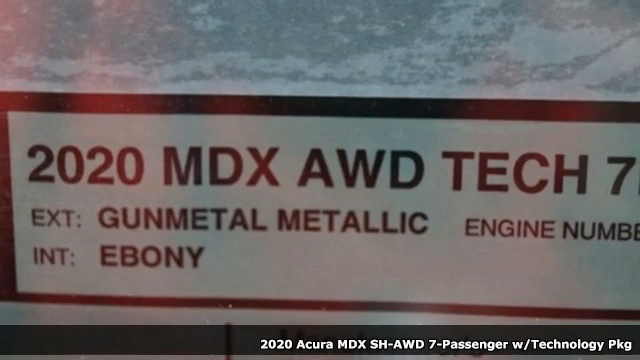 2020 MDX AWD TECH 7
EXT: GUNMETAL METALLIC ENGINE NUMBE
INT: EBONY
2020 Acura MDX SH-AWD 7-Passenger w/Technology Pkg